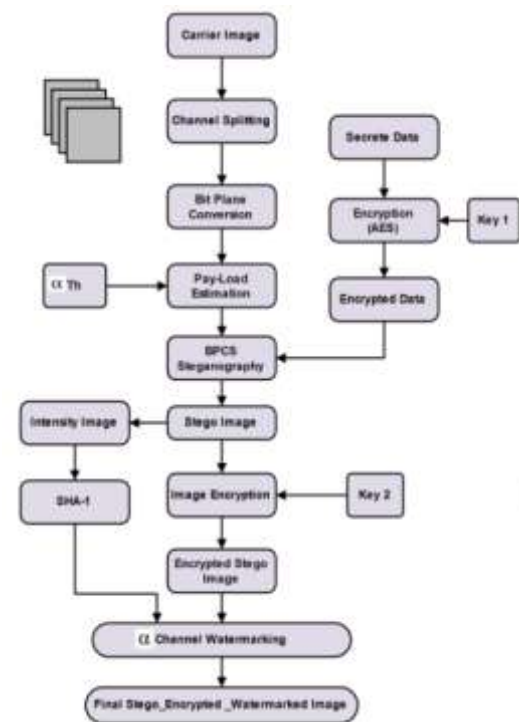 Carrier Image
Channel Splitting
Secrete Data
Bit Plane
Conversion
Encryption
(AES)
Key 1
α Th
Pay-Load
Estimation
Encrypted Data
BPCS
Steganography
Intensity Image
Stego Image
SHA-1
Image Encryption
Key 2
Encrypted Stego
Image
α Channel Watermarking
Final Stego_Encrypted _Watermarked Image